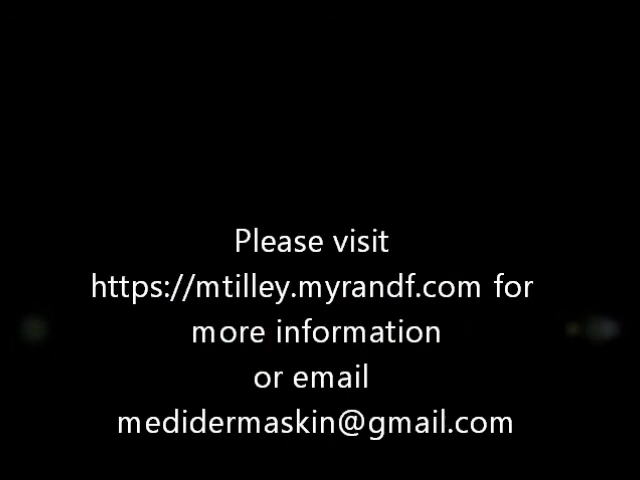 Please visit
https://mtilley.myrandf.com for
more information
or email
medidermaskin@gmail.com